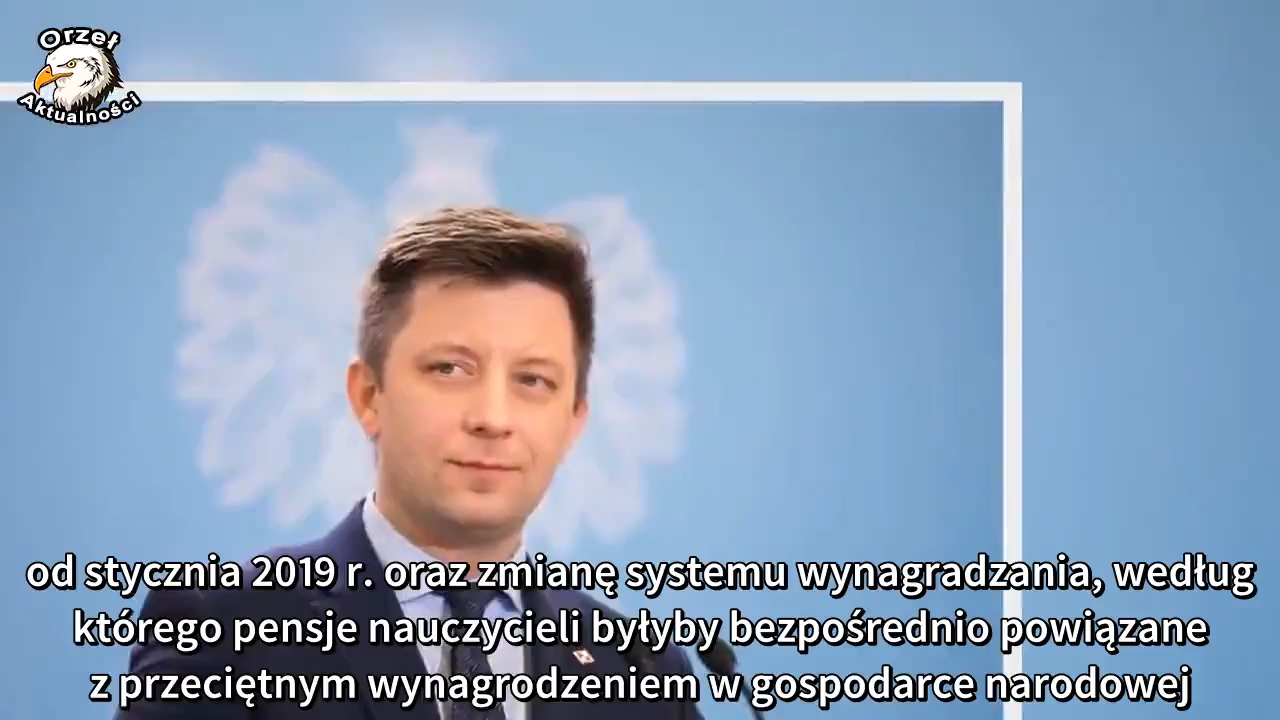 Orzeł
Aktualności
od stycznia 2019 r. oraz zmianę systemu wynagradzania, według
którego pensje nauczycieli byłyby bezpośrednio powiązane
z przeciętnym wynagrodzeniem w gospodarce narodowej